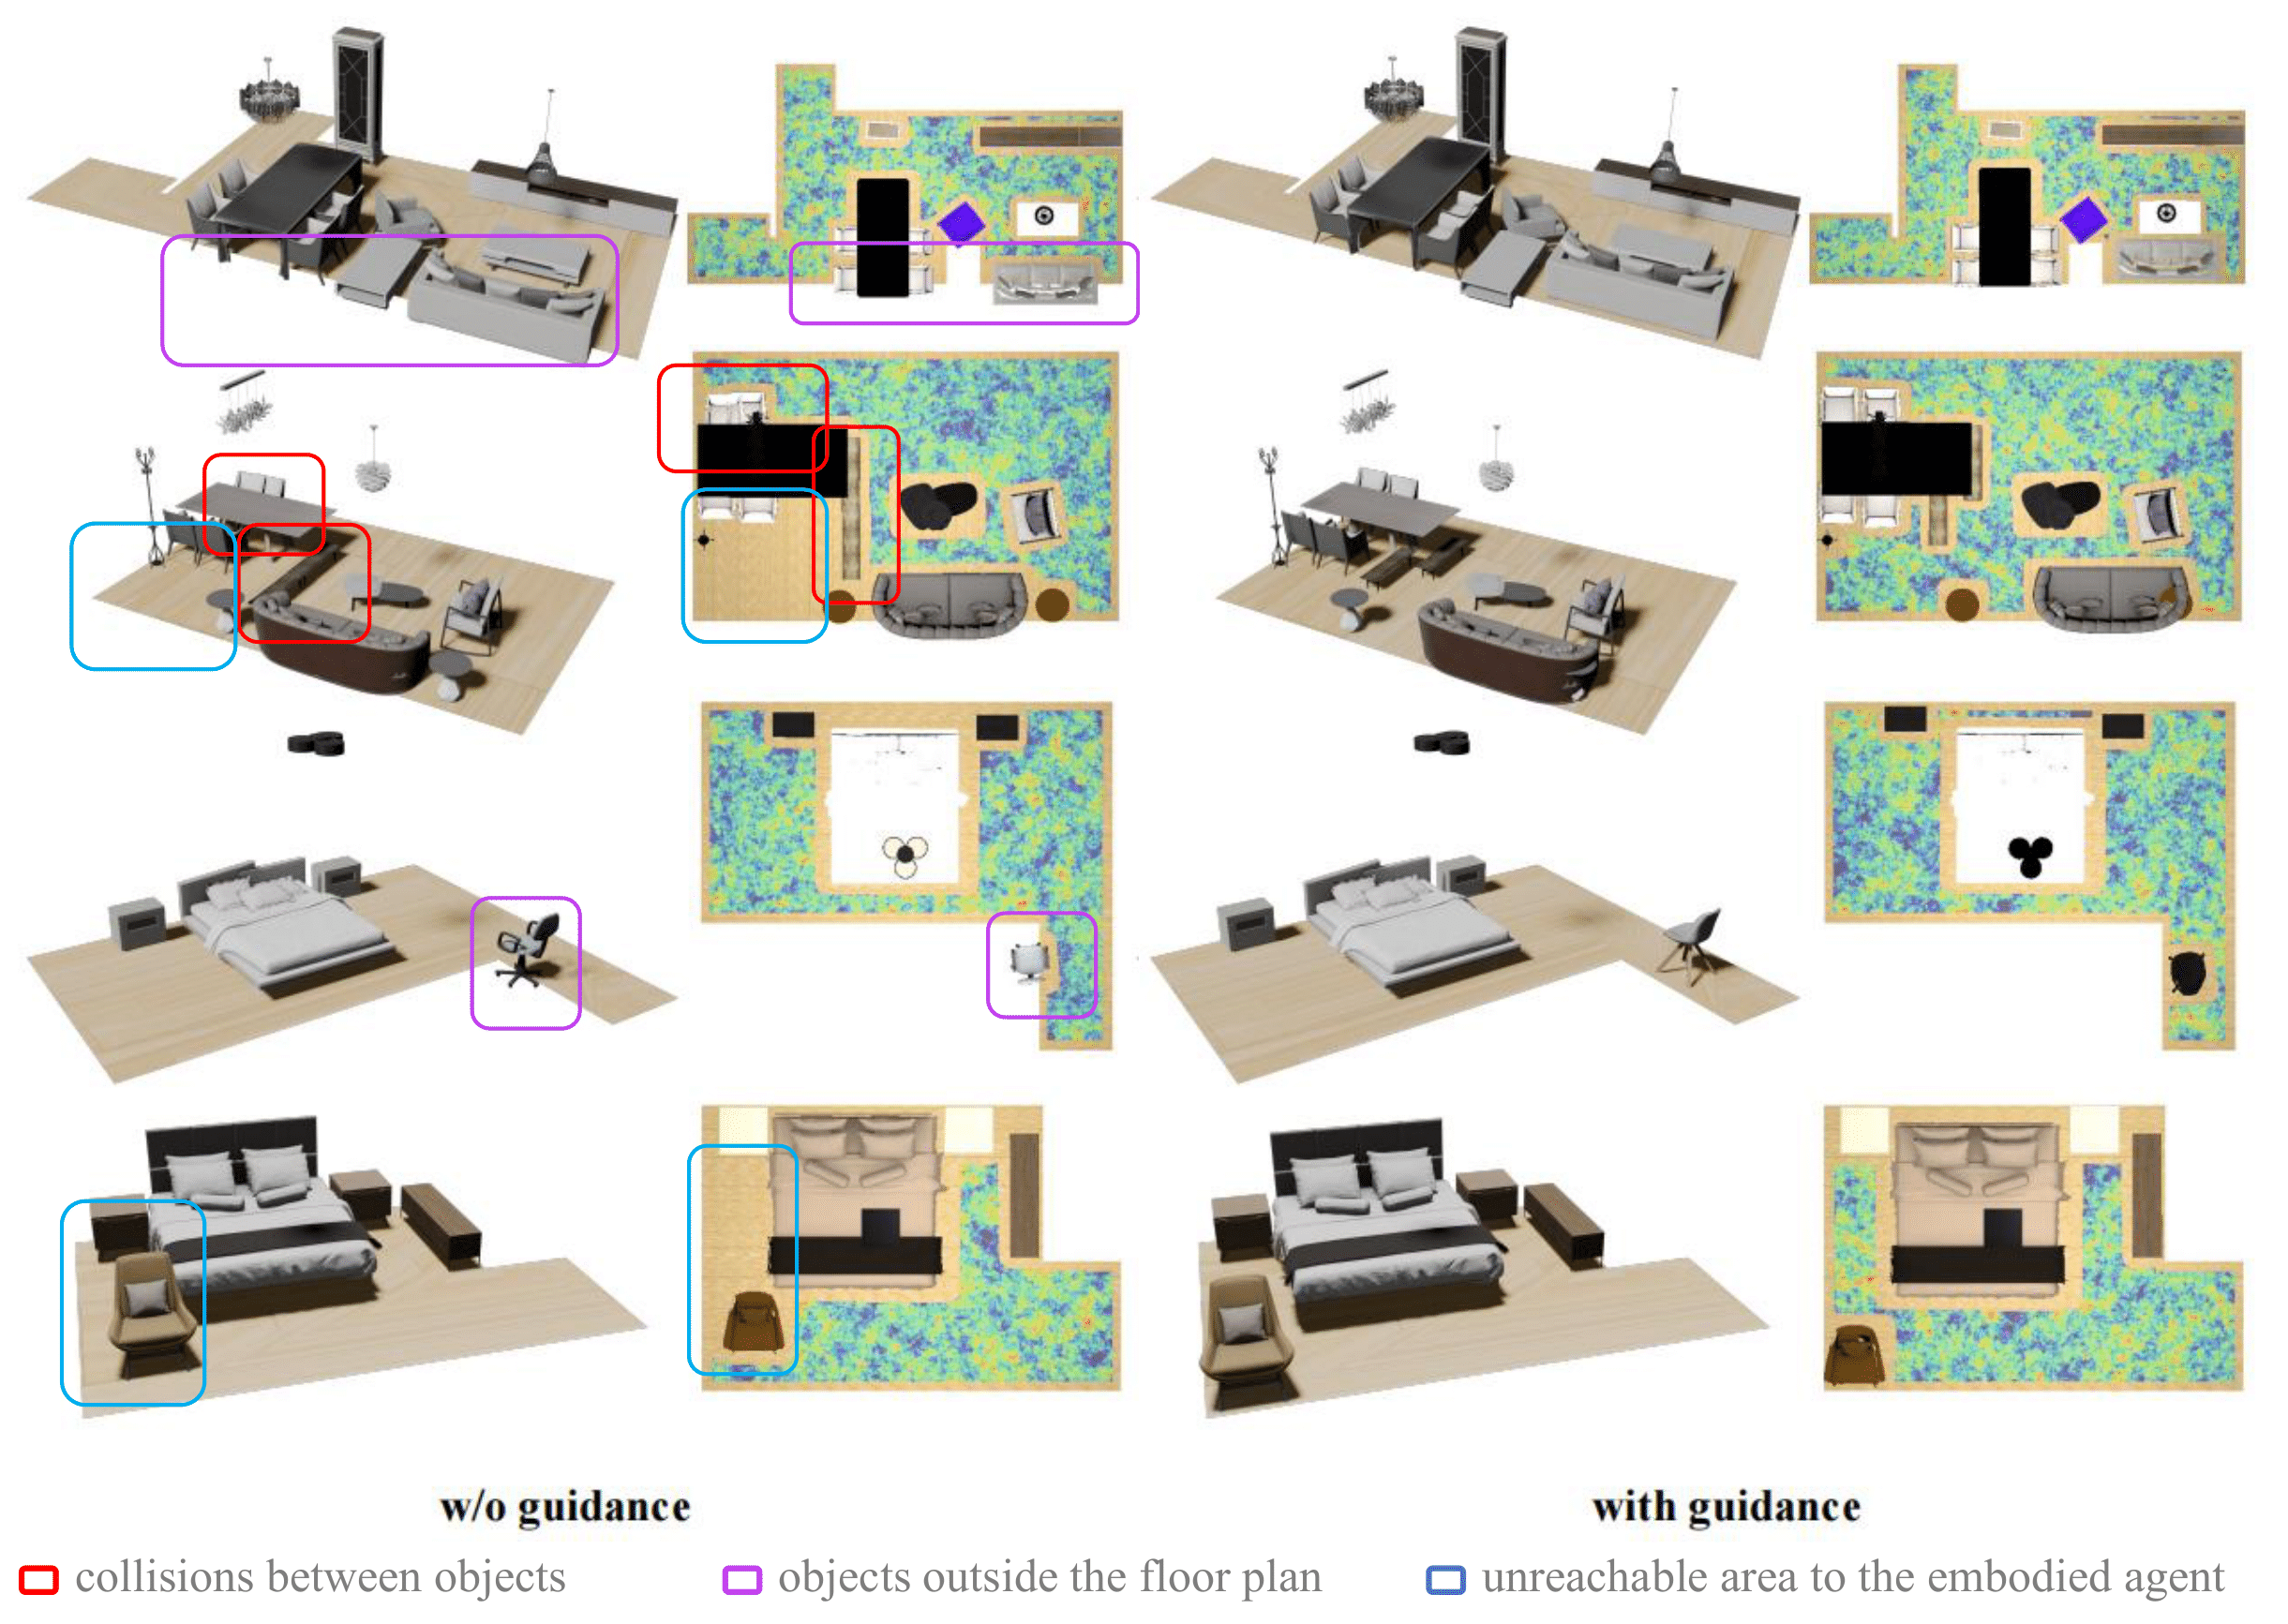 w/o guidance
with guidance
collisions between objects
objects outside the floor plan
unreachable area to the embodied agent